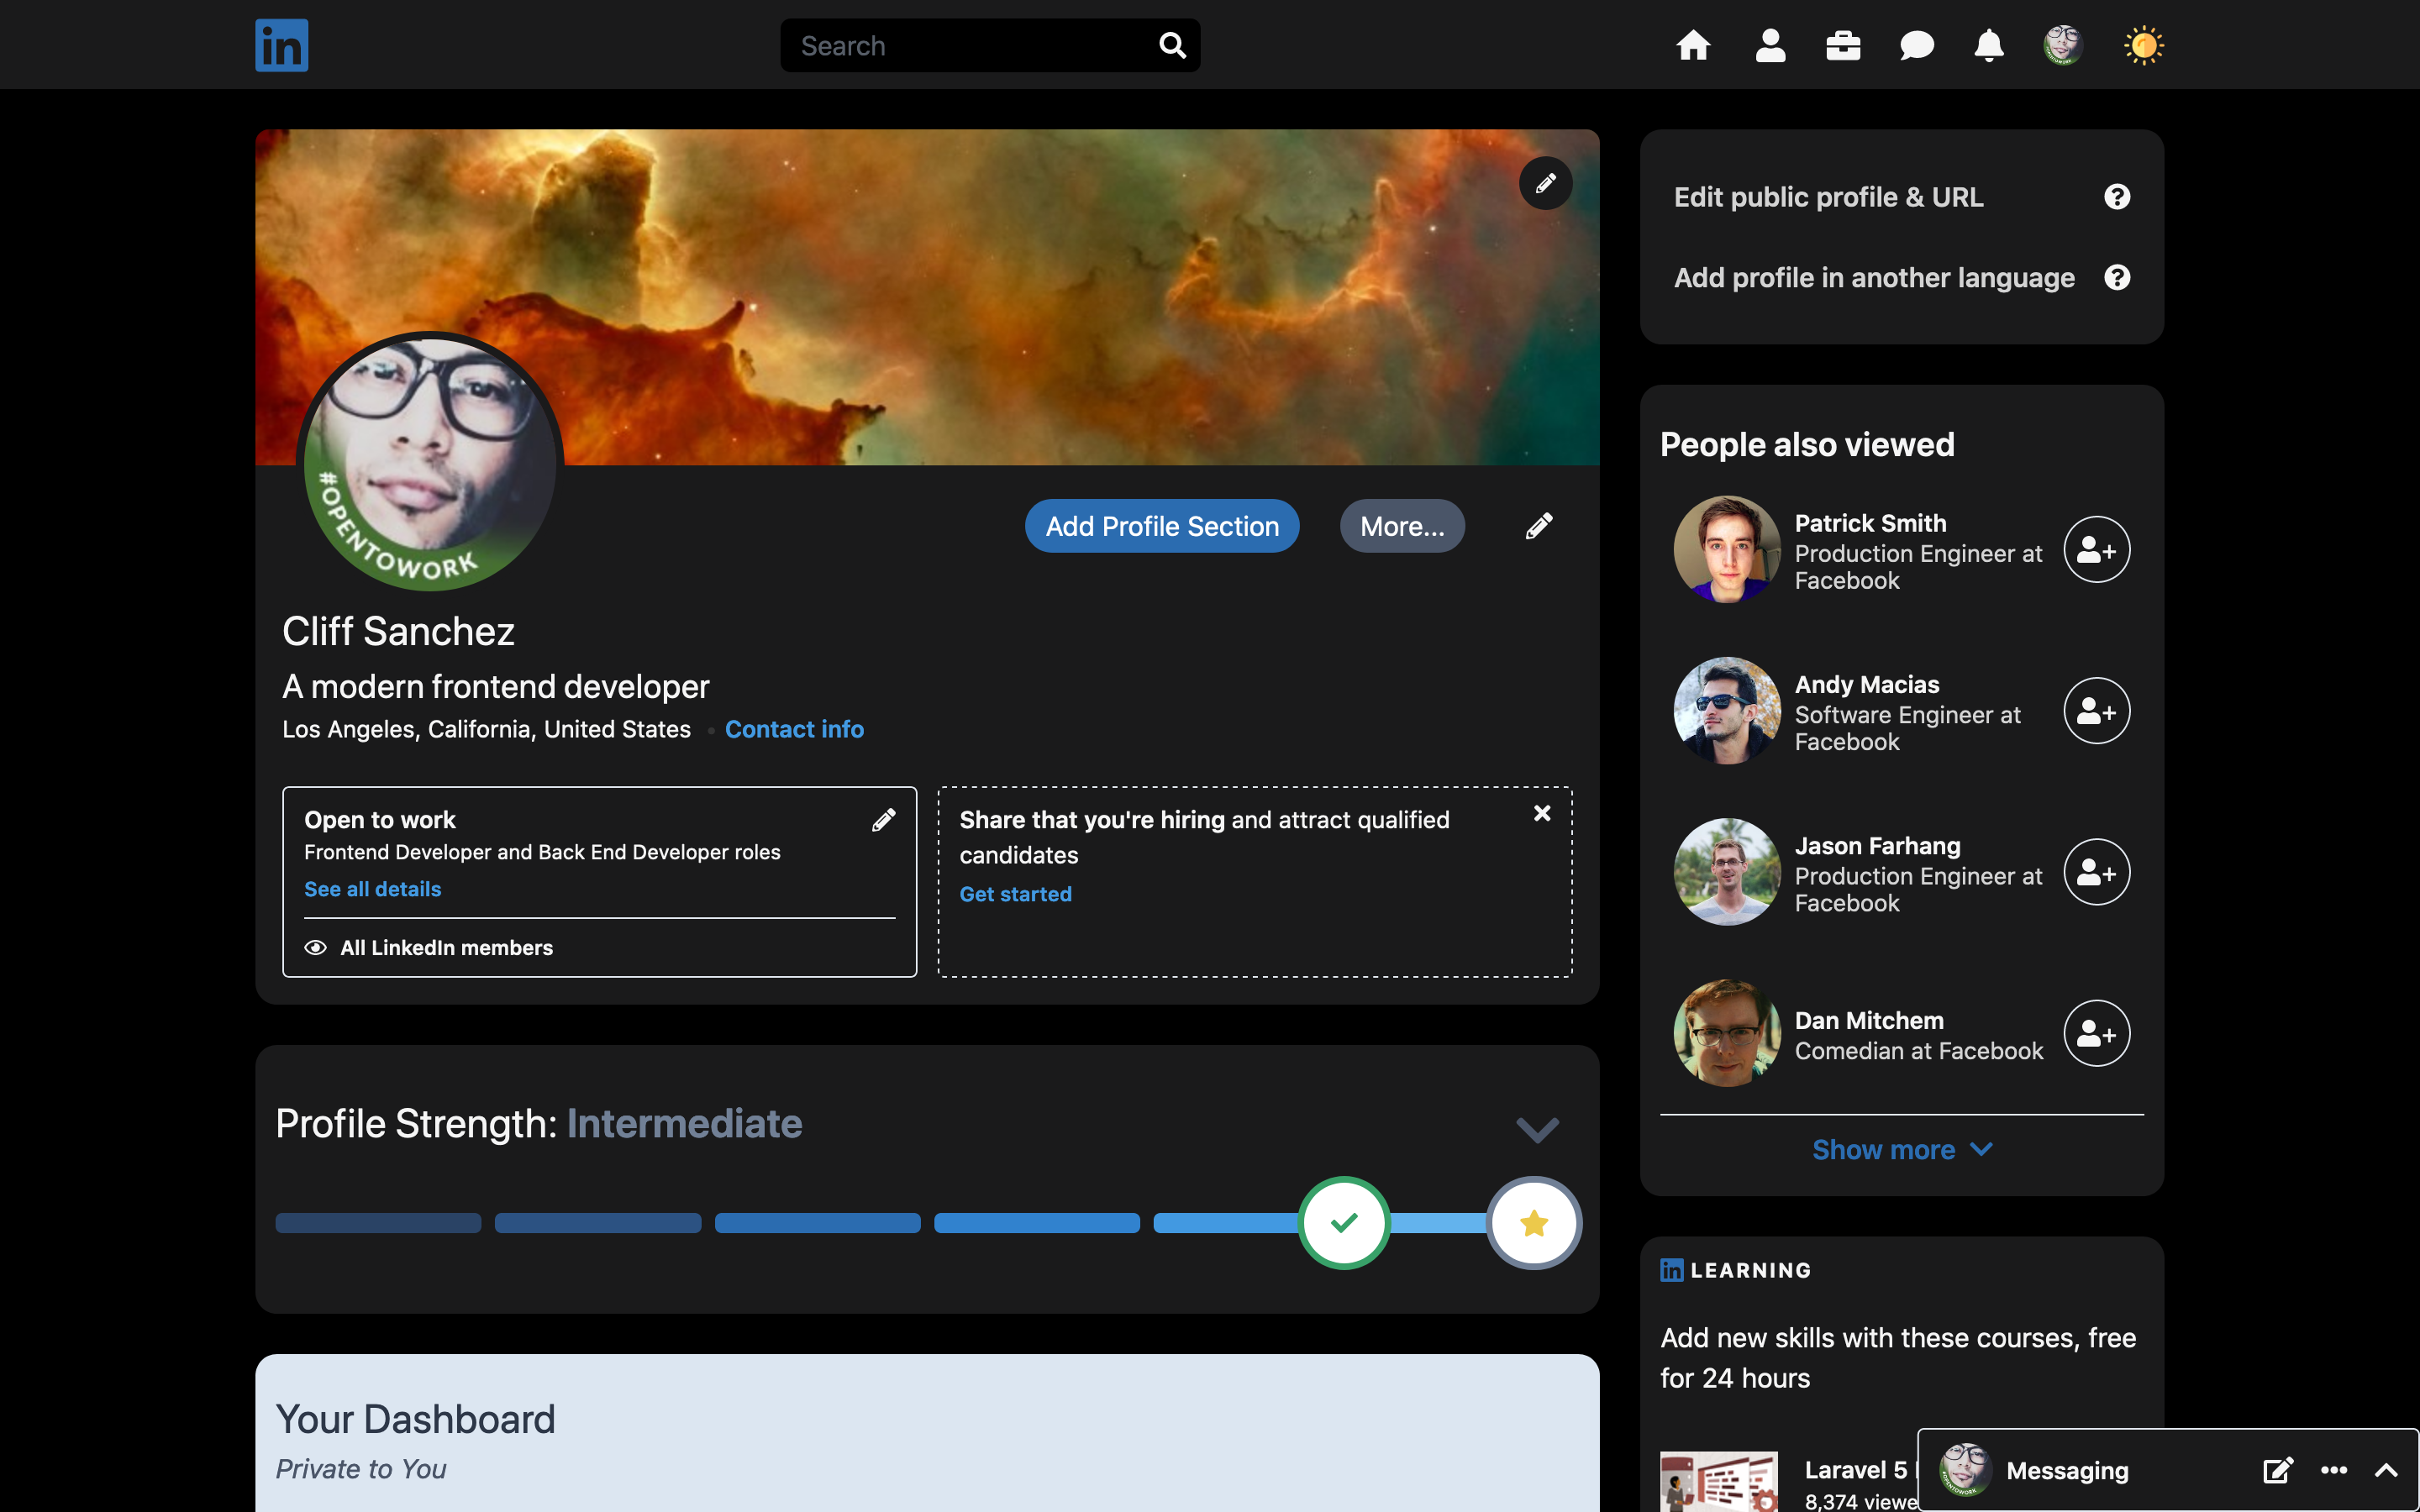 in
Search
Edit public profile & URL
Add profile in another language
#OPENTOWORK
Add Profile Section
More...
Cliff Sanchez
A modern frontend developer
Los Angeles, California, United States • Contact info
Open to work
Frontend Developer and Back End Developer roles
See all details
All LinkedIn members
Share that you're hiring and attract qualified
candidates
Get started
People also viewed
Patrick Smith
Production Engineer at
Facebook
Andy Macias
Software Engineer at
Facebook
Jason Farhang
Production Engineer at
Facebook
Dan Mitchem
Comedian at Facebook
Show more
Profile Strength: Intermediate
in LEARNING
Add new skills with these courses, free
for 24 hours
Laravel 5
8,374 viewe
Your Dashboard
Private to You
Messaging